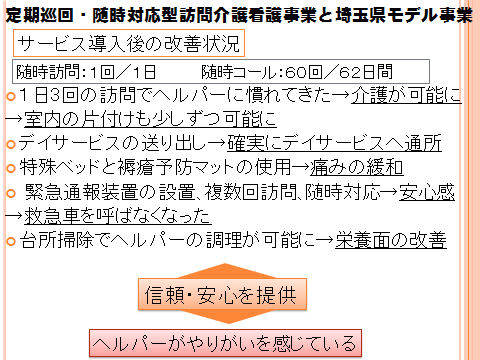 定期巡回・随時対応型訪問介護看護事業と埼玉県モデル事業
サービス導入後の改善状況
随時訪問:1回／1日　　随時コール:60回／62日間
１日3回の訪問でヘルパーに慣れてきた→介護が可能に
→室内の片付けも少しずつ可能に
デイサービスの送り出し→確実にデイサービスへ通所
特殊ベッドと褥瘡予防マットの使用→痛みの緩和
緊急通報装置の設置、複数回訪問、随時対応→安心感
→救急車を呼ばなくなった
台所掃除でヘルパーの調理が可能に→栄養面の改善
信頼・安心を提供
ヘルパーがやりがいを感じている